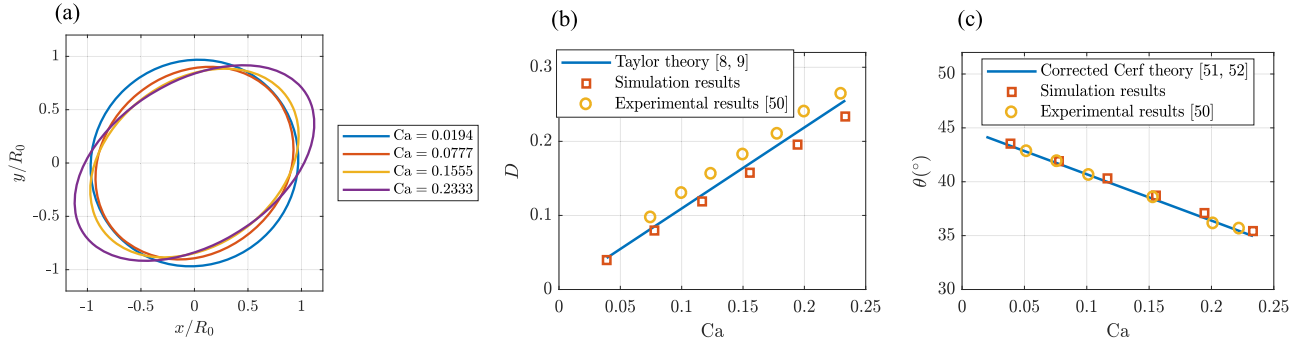 (a)
1
0.5
0
-0.5
-1
y/R₀
-1
-0.5
0
0.5
1
x/R₀
Ca = 0.0194
Ca = 0.0777
Ca = 0.1555
Ca = 0.2333
(b)
0.3
0.2
0.1
0
D
0
0.05
0.1
0.15
0.2
0.25
Ca
Taylor theory [8, 9]
Simulation results
Experimental results [50]
(c)
50
45
40
35
30
θ(°)
0
0.05
0.1
0.15
0.2
0.25
Ca
Corrected Cerf theory [51, 52]
Simulation results
Experimental results [50]